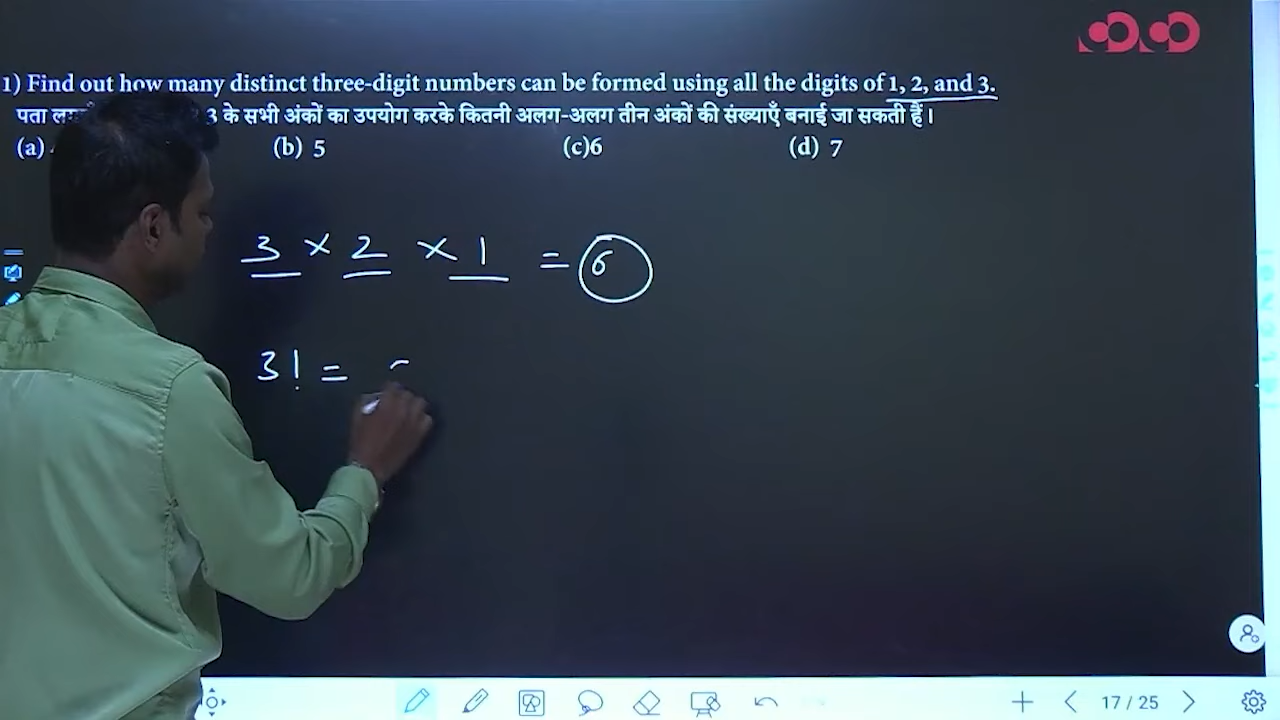 1) Find out how many distinct three-digit numbers can be formed using all the digits of 1, 2, and 3.
पता 3 के सभी अंकों का उपयोग करके कितनी अलग-अलग तीन अंकों की संख्याएँ बनाई जा सकती हैं।
(a) (b) 5 (c)6 (d) 7
3 × 2 × 1 = 6
3! =
17 / 25